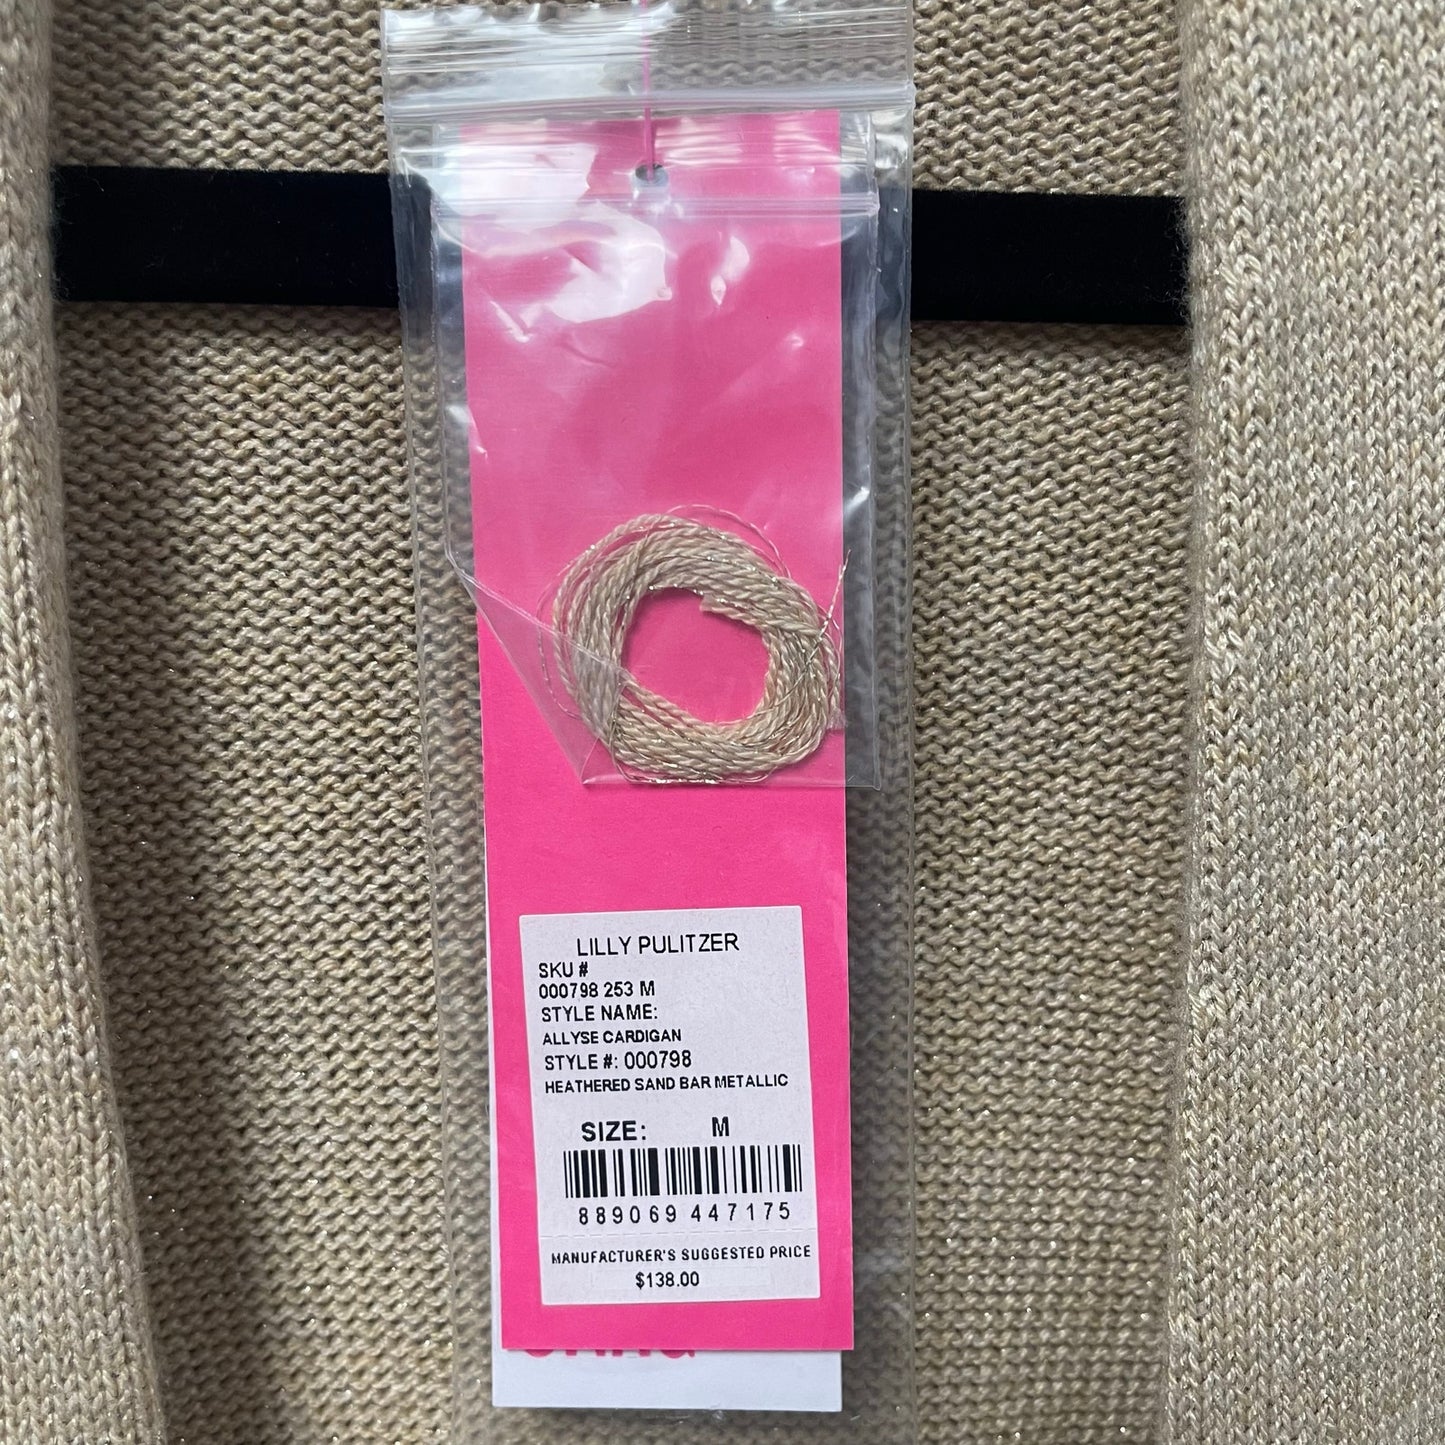 LILLY PULITZER
SKU #
000798 253 M
STYLE NAME:
ALLYSE CARDIGAN
STYLE #: 000798
HEATHERED SAND BAR METALLIC
SIZE: M
889069 447175
MANUFACTURER'S SUGGESTED PRICE
$138.00